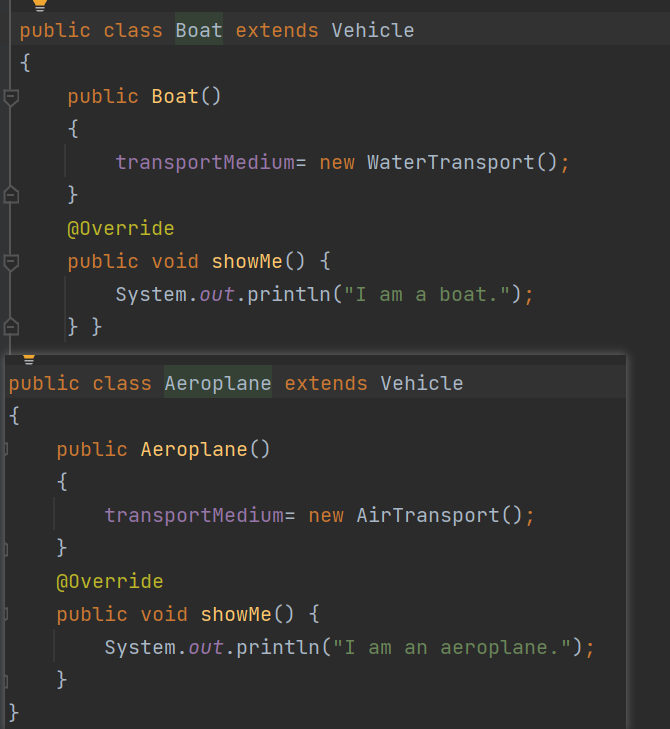 public class Boat extends Vehicle
{
public Boat()
{
transportMedium= new WaterTransport();
}
@Override
public void showMe() {
System.out.println("I am a boat.");
} }
public class Aeroplane extends Vehicle
{
public Aeroplane()
{
transportMedium= new AirTransport();
}
@Override
public void showMe() {
System.out.println("I am an aeroplane.");
}
}